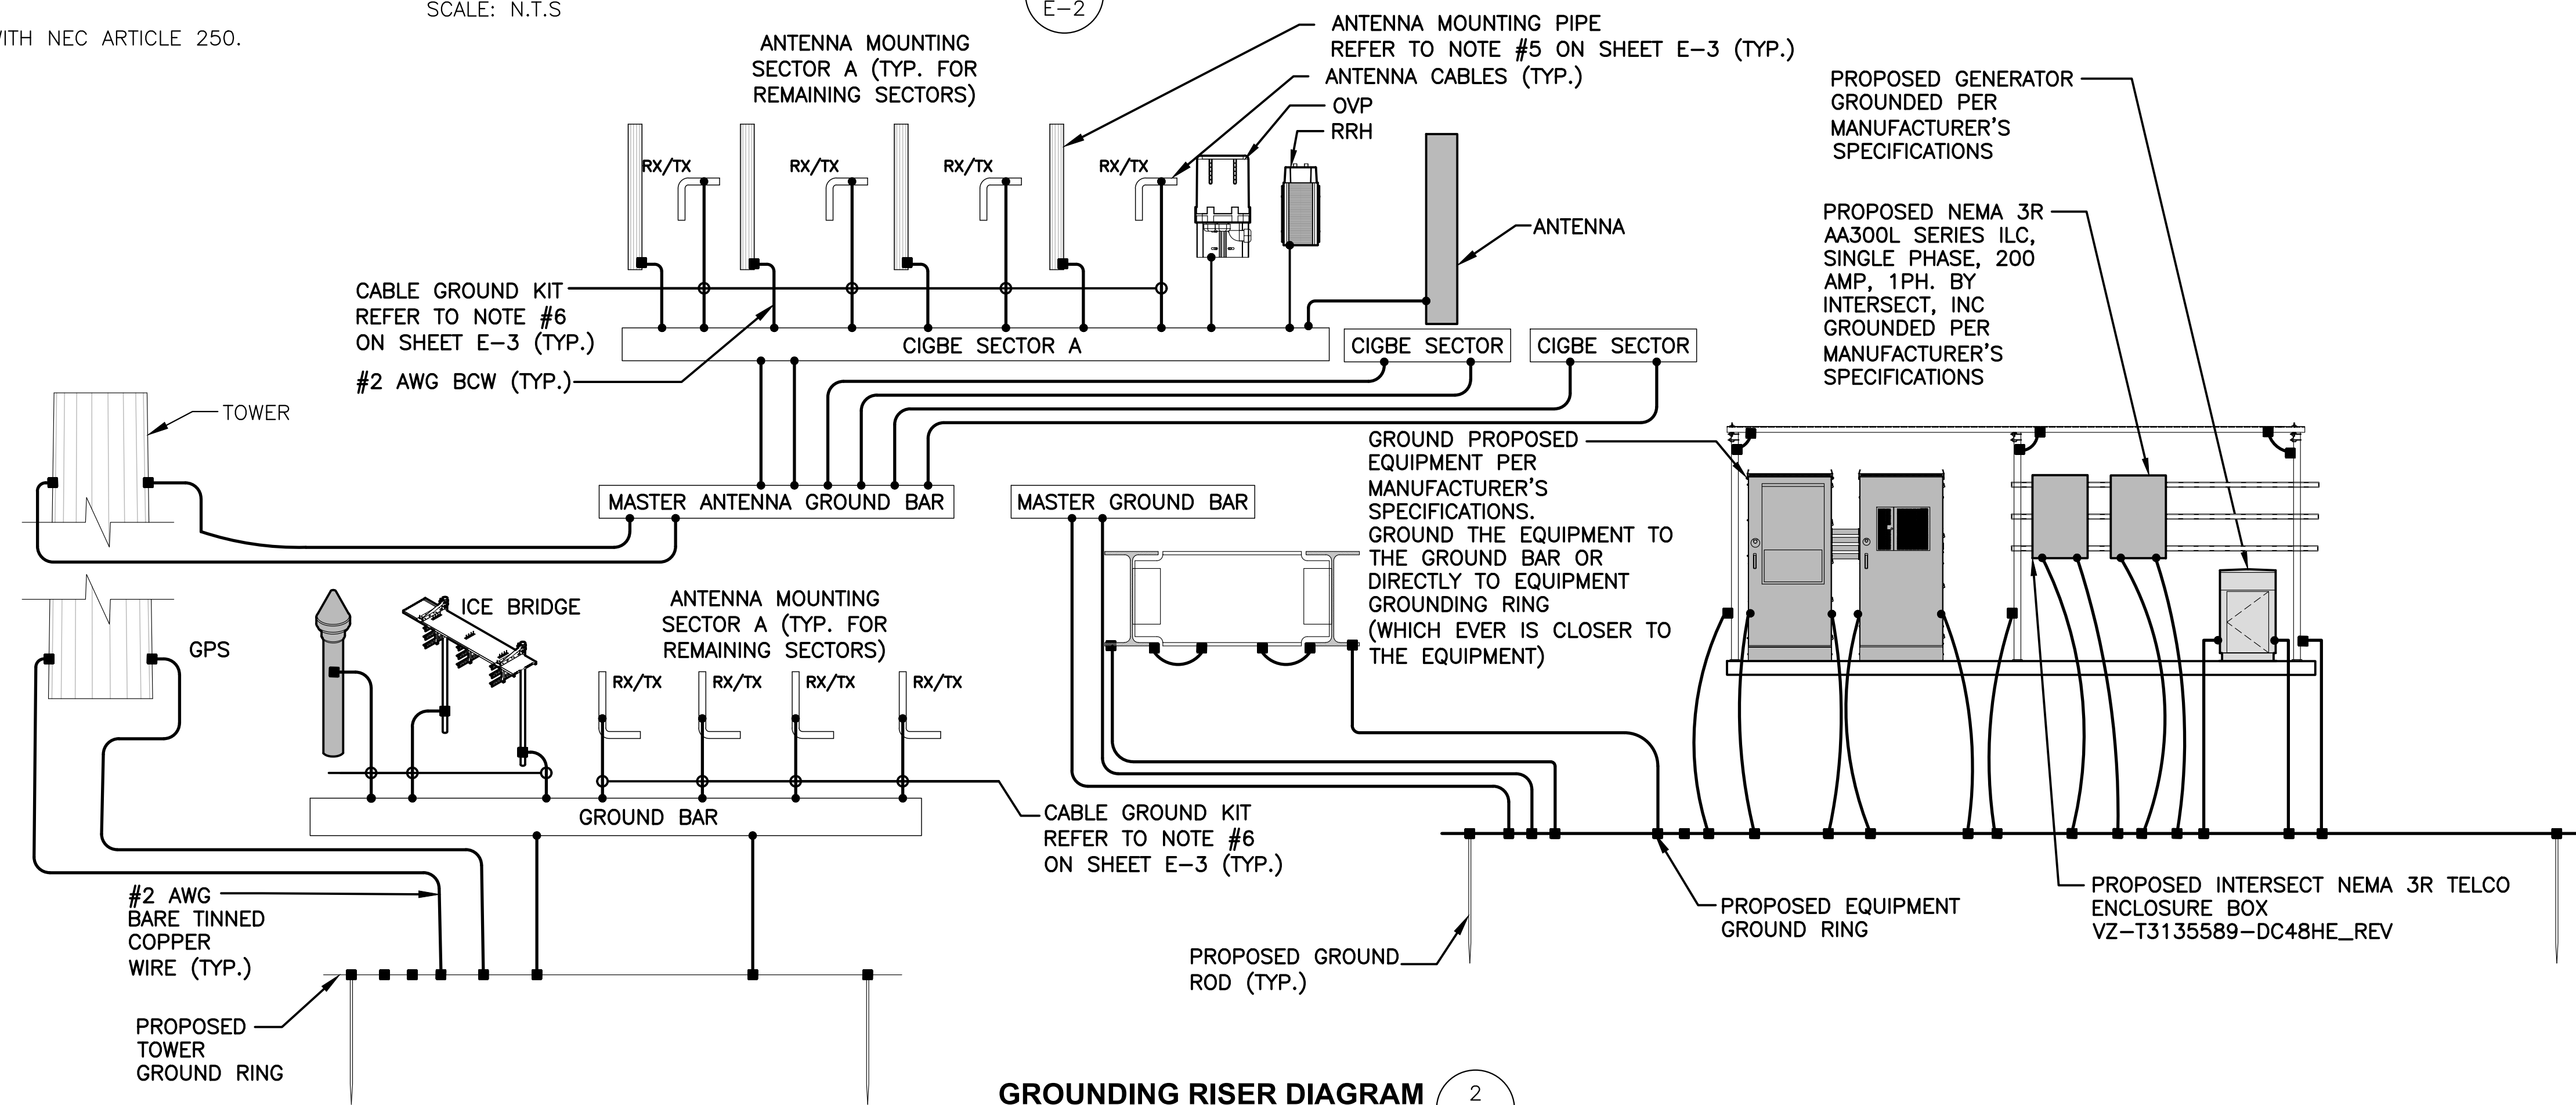 SCALE: N.T.S
E-2
WITH NEC ARTICLE 250.
ANTENNA MOUNTING
SECTOR A (TYP. FOR
REMAINING SECTORS)
ANTENNA MOUNTING PIPE
REFER TO NOTE #5 ON SHEET E-3 (TYP.)
ANTENNA CABLES (TYP.)
OVP
RRH
PROPOSED GENERATOR
GROUNDED PER
MANUFACTURER'S
SPECIFICATIONS
RX/TX
RX/TX
RX/TX
RX/TX
ANTENNA
PROPOSED NEMA 3R
AA300L SERIES ILC,
SINGLE PHASE, 200
AMP, 1PH. BY
INTERSECT, INC
GROUNDED PER
MANUFACTURER'S
SPECIFICATIONS
CABLE GROUND KIT
REFER TO NOTE #6
ON SHEET E-3 (TYP.)
#2 AWG BCW (TYP.)
CIGBE SECTOR A
CIGBE SECTOR
CIGBE SECTOR
TOWER
MASTER ANTENNA GROUND BAR
MASTER GROUND BAR
GROUND PROPOSED
EQUIPMENT PER
MANUFACTURER'S
SPECIFICATIONS.
GROUND THE EQUIPMENT TO
THE GROUND BAR OR
DIRECTLY TO EQUIPMENT
GROUNDING RING
(WHICH EVER IS CLOSER TO
THE EQUIPMENT)
GPS
ICE BRIDGE
ANTENNA MOUNTING
SECTOR A (TYP. FOR
REMAINING SECTORS)
RX/TX
RX/TX
RX/TX
RX/TX
GROUND BAR
CABLE GROUND KIT
REFER TO NOTE #6
ON SHEET E-3 (TYP.)
#2 AWG
BARE TINNED
COPPER
WIRE (TYP.)
PROPOSED
TOWER
GROUND RING
PROPOSED GROUND
ROD (TYP.)
PROPOSED EQUIPMENT
GROUND RING
PROPOSED INTERSECT NEMA 3R TELCO
ENCLOSURE BOX
VZ-T3135589-DC48HE_REV
GROUNDING RISER DIAGRAM
2